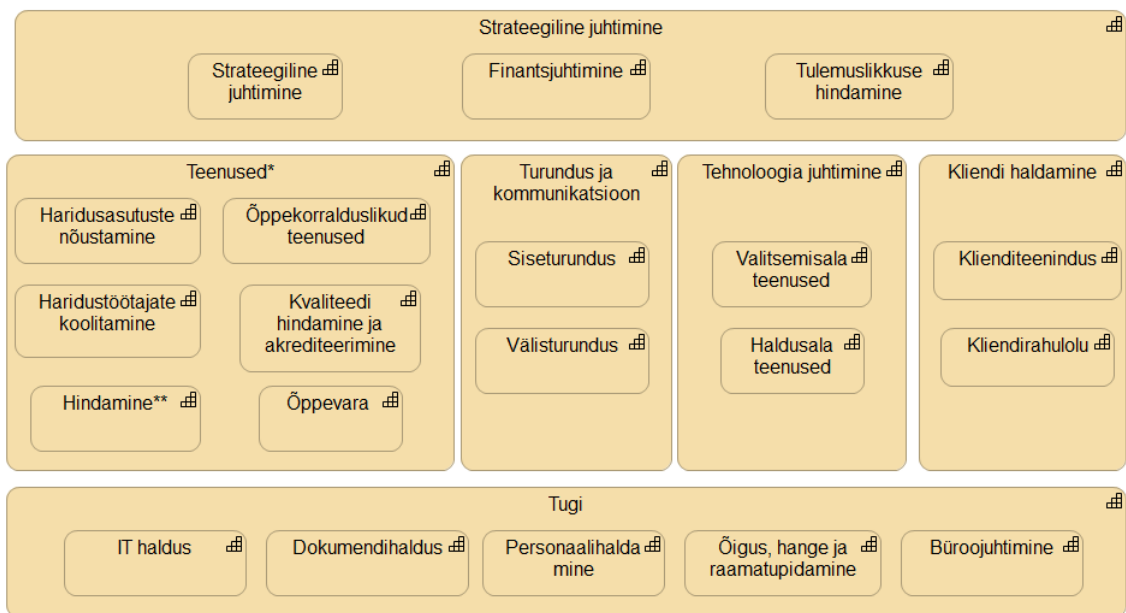 Strateegiline juhtimine
Strateegiline
juhtimine
Finantsjuhtimine
Tulemuslikkuse
hindamine
Teenused*
Haridusasutuste
nõustamine
Õppekorralduslikud
teenused
Haridustöötajate
koolitamine
Kvaliteedi
hindamine ja
akrediteerimine
Hindamine**
Õppevara
Turundus ja
kommunikatsioon
Siseturundus
Välisturundus
Tehnoloogia juhtimine
Valitsemisala
teenused
Haldusala
teenused
Kliendi haldamine
Klienditeenindus
Kliendirahulolu
Tugi
IT haldus
Dokumendihaldus
Personaalihalda
mine
Õigus, hange ja
raamatupidamine
Büroojuhtimine